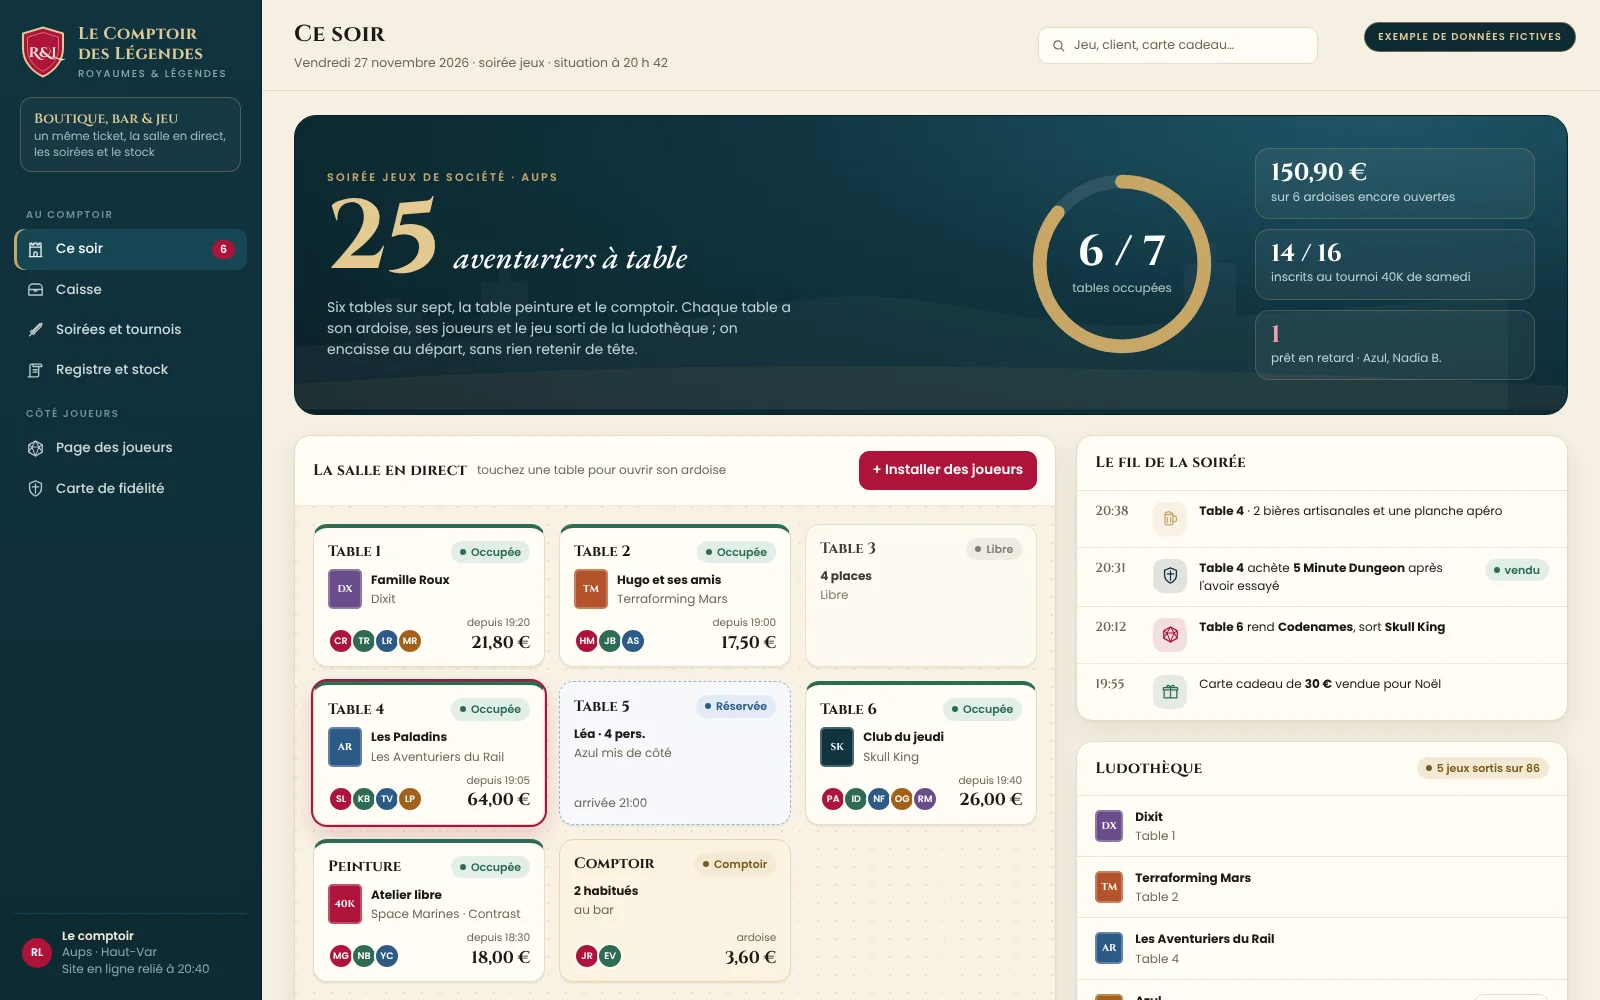 R&L
Le Comptoir
des Légendes
ROYAUMES & LÉGENDES
Boutique, bar & jeu
un même ticket, la salle en direct,
les soirées et le stock
AU COMPTOIR
Ce soir
6
Caisse
Soirées et tournois
Registre et stock
CÔTÉ JOUEURS
Page des joueurs
Carte de fidélité
RL
Le comptoir
Aups · Haut-Var
Site en ligne relié à 20:40
Ce soir
Vendredi 27 novembre 2026 · soirée jeux · situation à 20 h 42
Jeu, client, carte cadeau…
EXEMPLE DE DONNÉES FICTIVES
SOIRÉE JEUX DE SOCIÉTÉ · AUPS
25 aventuriers à table
Six tables sur sept, la table peinture et le comptoir. Chaque table a
son ardoise, ses joueurs et le jeu sorti de la ludothèque ; on
encaisse au départ, sans rien retenir de tête.
6 / 7
tables occupées
150,90 €
sur 6 ardoises encore ouvertes
14 / 16
inscrits au tournoi 40K de samedi
1
prêt en retard · Azul, Nadia B.
La salle en direct
touchez une table pour ouvrir son ardoise
+ Installer des joueurs
Table 1
Occupée
DX
Famille Roux
Dixit
CR TR LR MR
depuis 19:20
21,80 €
Table 2
Occupée
TM
Hugo et ses amis
Terraforming Mars
HM JB AS
depuis 19:00
17,50 €
Table 3
Libre
4 places
Libre
Table 4
Occupée
AR
Les Paladins
Les Aventuriers du Rail
SL KB TV LP
depuis 19:05
64,00 €
Table 5
Réservée
Léa · 4 pers.
Azul mis de côté
arrivée 21:00
Table 6
Occupée
SK
Club du jeudi
Skull King
PA ID NF OG RM
depuis 19:40
26,00 €
Peinture
Occupée
40K
Atelier libre
Space Marines · Contrast
MG NB YC
depuis 18:30
18,00 €
Comptoir
Comptoir
2 habitués
au bar
JR EV
ardoise
3,60 €
Le fil de la soirée
20:38
Table 4 · 2 bières artisanales et une planche apéro
20:31
Table 4 achète 5 Minute Dungeon après
l'avoir essayé
vendu
20:12
Table 6 rend Codenames, sort Skull King
19:55
Carte cadeau de 30 € vendue pour Noël
Ludothèque
5 jeux sortis sur 86
DX
Dixit
Table 1
TM
Terraforming Mars
Table 2
AR
Les Aventuriers du Rail
Table 4